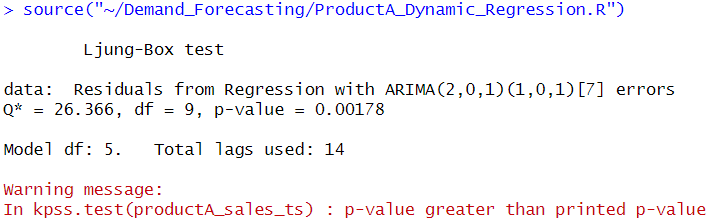 > source("~/Demand_Forecasting/ProductA_Dynamic_Regression.R")
Ljung-Box test
data:  Residuals from Regression with ARIMA(2,0,1)(1,0,1)[7] errors
Q* = 26.366, df = 9, p-value = 0.00178
Model df: 5.   Total lags used: 14
Warning message:
In kpss.test(productA_sales_ts) : p-value greater than printed p-value